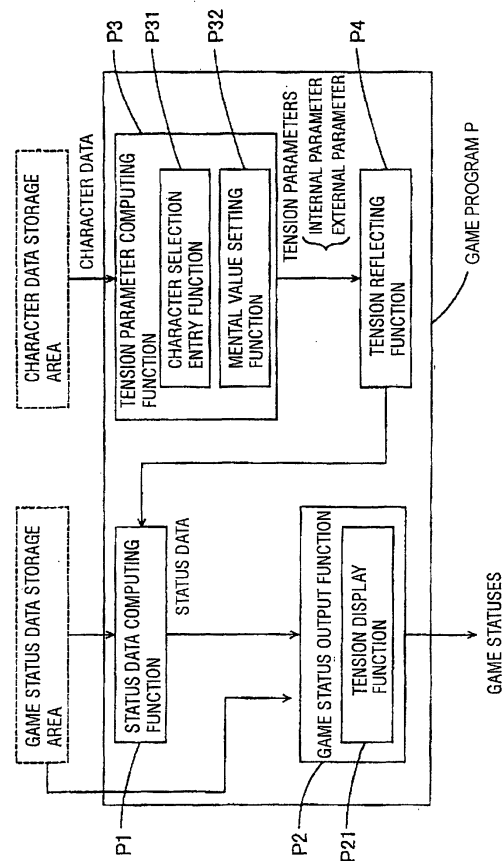 GAME STATUS DATA STORAGE
AREA
CHARACTER DATA STORAGE
AREA
CHARACTER DATA
P3
P31
P32
P1
STATUS DATA COMPUTING
FUNCTION
TENSION PARAMETER COMPUTING
FUNCTION
CHARACTER SELECTION
ENTRY FUNCTION
MENTAL VALUE SETTING
FUNCTION
STATUS DATA
TENSION PARAMETERS
INTERNAL PARAMETER
EXTERNAL PARAMETER
P4
P2
P21
GAME STATUS OUTPUT FUNCTION
TENSION DISPLAY
FUNCTION
TENSION REFLECTING
FUNCTION
GAME PROGRAM P
GAME STATUSES